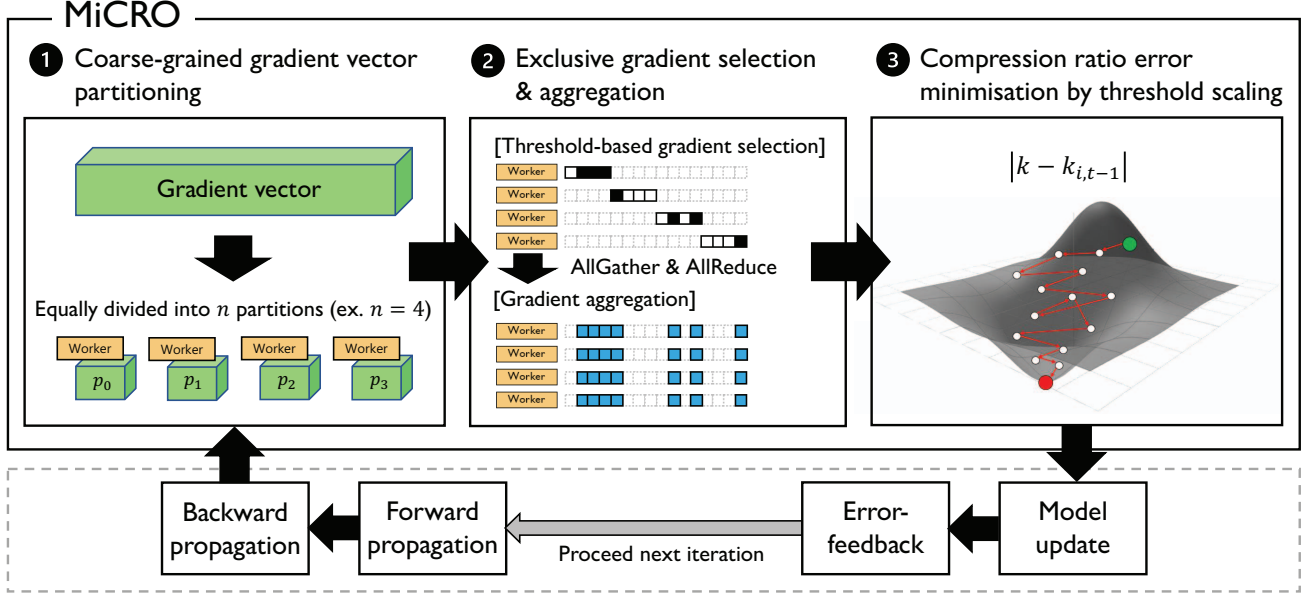 MiCRO
1 Coarse-grained gradient vector
partitioning
Gradient vector
Equally divided into n partitions (ex. n = 4)
Worker Worker Worker Worker
p0 p1 p2 p3
2 Exclusive gradient selection
& aggregation
[Threshold-based gradient selection]
Worker
Worker
Worker
Worker
AllGather & AllReduce
[Gradient aggregation]
Worker
Worker
Worker
Worker
3 Compression ratio error
minimisation by threshold scaling
|k − k_{i,t−1}|
Backward
propagation
Forward
propagation
Proceed next iteration
Error-
feedback
Model
update